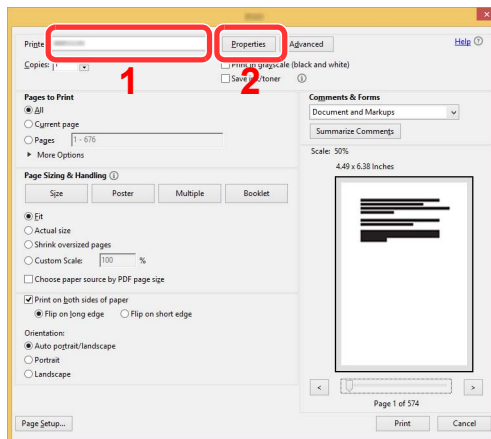 Printer
Properties
Advanced
Help
Copies: 1
Print in grayscale (black and white)
Save ink/toner
1
2
Pages to Print
All
Current page
Pages 1 - 676
More Options
Page Sizing & Handling
Size Poster Multiple Booklet
Fit
Actual size
Shrink oversized pages
Custom Scale: 100 %
Choose paper source by PDF page size
Print on both sides of paper
Flip on long edge Flip on short edge
Orientation:
Auto portrait/landscape
Portrait
Landscape
Comments & Forms
Document and Markups
Summarize Comments
Scale: 50%
4.49 x 6.38 Inches
< >
Page 1 of 574
Page Setup...
Print Cancel